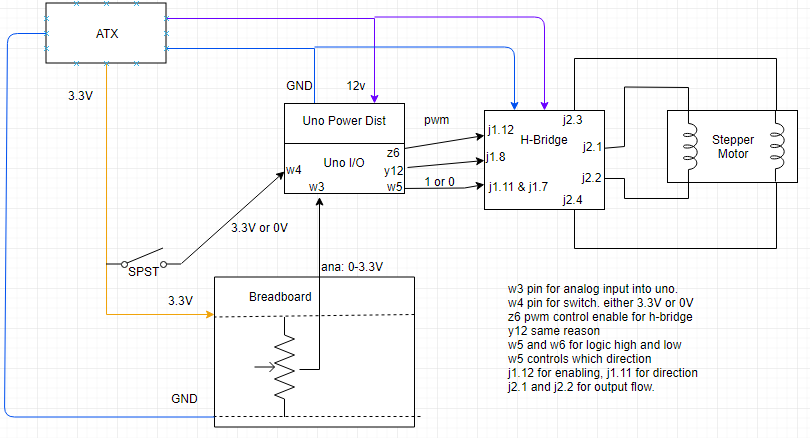 ATX
3.3V
GND
12v
Uno Power Dist
pwm
j2.3
j1.12
H-Bridge
j2.1
Stepper
Motor
z6
Uno I/O
j1.8
w4
y12
j2.2
w3
w5
1 or 0
j1.11 & j1.7
j2.4
3.3V or 0V
SPST
ana: 0-3.3V
3.3V
Breadboard
GND
w3 pin for analog input into uno.
w4 pin for switch. either 3.3V or 0V
z6 pwm control enable for h-bridge
y12 same reason
w5 and w6 for logic high and low
w5 controls which direction
j1.12 for enabling, j1.11 for direction
j2.1 and j2.2 for output flow.